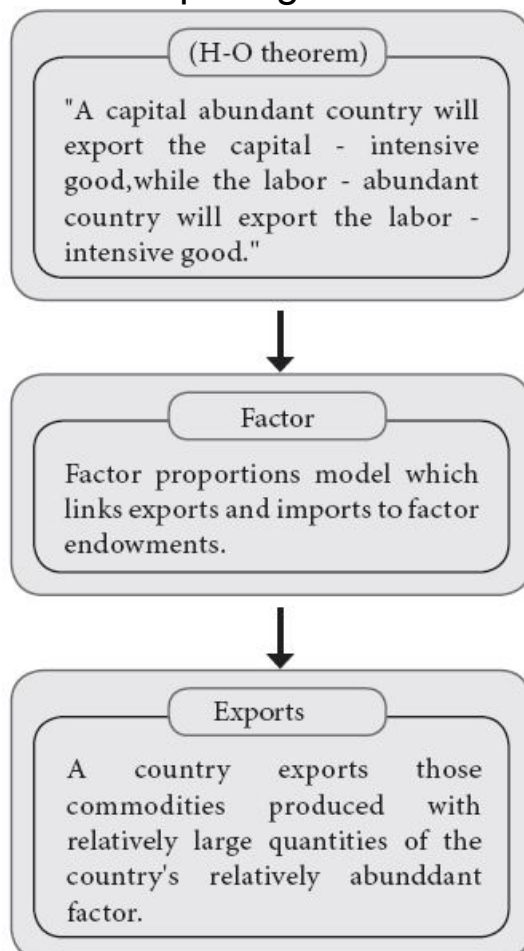 (H-O theorem)
"A capital abundant country will
export the capital - intensive
good,while the labor - abundant
country will export the labor -
intensive good."
Factor
Factor proportions model which
links exports and imports to factor
endowments.
Exports
A country exports those
commodities produced with
relatively large quantities of the
country's relatively abunddant
factor.